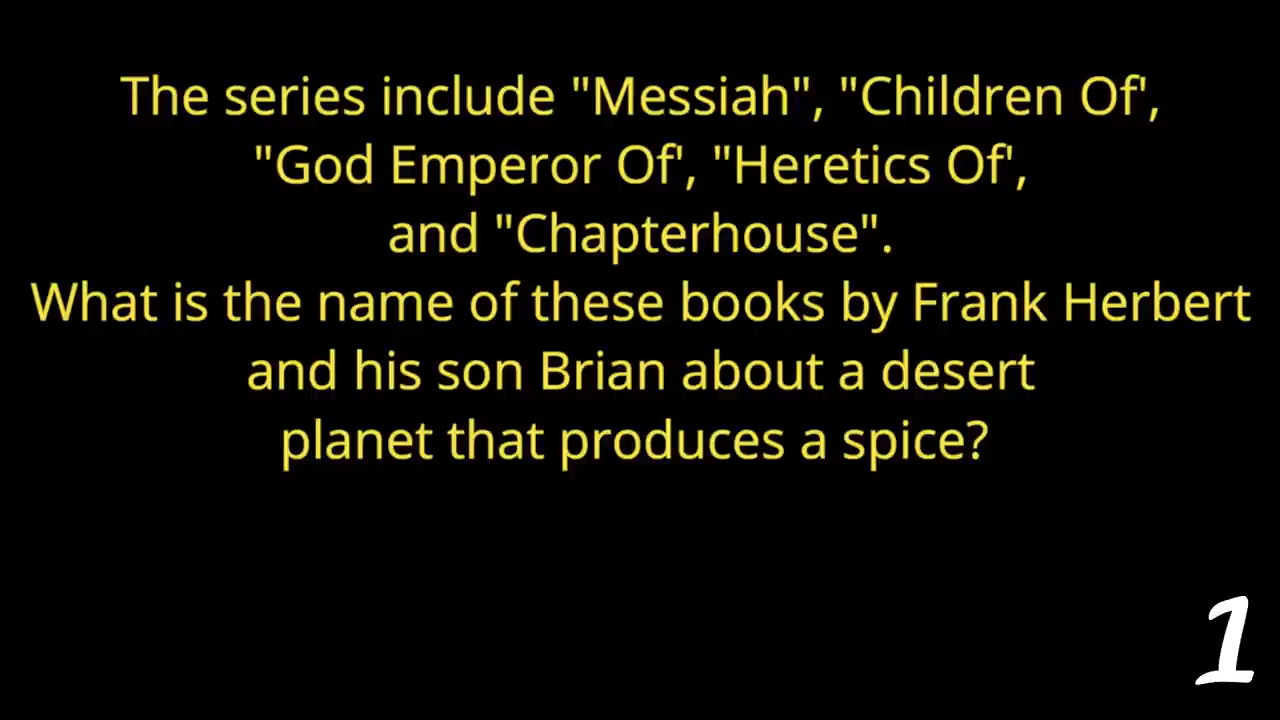 The series include "Messiah", "Children Of',
"God Emperor Of', "Heretics Of',
and "Chapterhouse".
What is the name of these books by Frank Herbert
and his son Brian about a desert
planet that produces a spice?
1